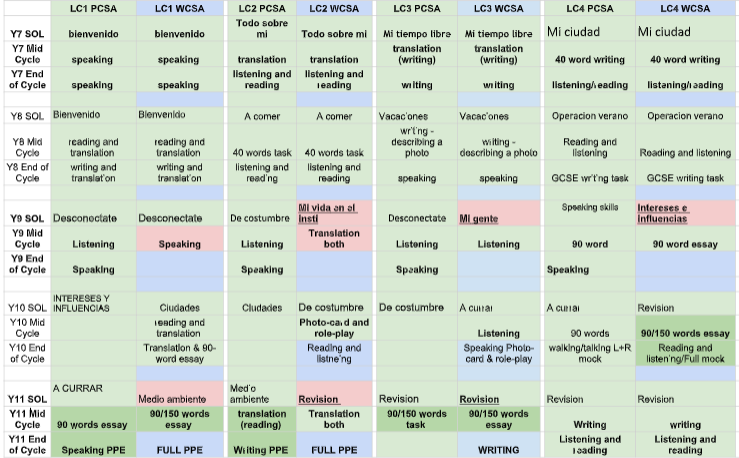 LC1 PCSA LC1 WCSA LC2 PCSA LC2 WCSA LC3 PCSA LC3 WCSA LC4 PCSA LC4 WCSA
Y7 SOL bienvenido bienvenido Todo sobre mi Todo sobre mi Mi tiempo libre Mi tiempo libre Mi ciudad Mi ciudad
Y7 Mid Cycle speaking speaking translation translation translation (writing) translation (writing) 40 word writing 40 word writing
Y7 End of Cycle speaking speaking listening and reading listening and reading writing writing listening/reading listening/reading
Y8 SOL Bienvenido Bienvenido A comer A comer Vacaciones Vacaciones Operacion verano Operacion verano
Y8 Mid Cycle reading and translation reading and translation 40 words task 40 words task writing - describing a photo writing - describing a photo Reading and listening Reading and listening
Y8 End of Cycle writing and translation writing and translation listening and reading listening and reading speaking speaking GCSE writing task GCSE writing task
Y9 SOL Desconectate Desconectate De costumbre Mi vida en el insti Desconectate Mi gente Speaking skills Intereses e influencias
Y9 Mid Cycle Listening Speaking Listening Translation both Listening Listening 90 word 90 word essay
Y9 End of Cycle Speaking Speaking Speaking Speaking
Y10 SOL INTERESES Y INFLUENCIAS Ciudades Ciudades De costumbre De costumbre A currar A currar Revision
Y10 Mid Cycle reading and translation Photo-card and role-play Listening 90 words 90/150 words essay
Y10 End of Cycle Translation & 90-word essay Reading and listening Speaking Photo-card & role-play walking/talking L+R mock Reading and listening/Full mock
Y11 SOL A CURRAR Medio ambiente Medio ambiente Revision Revision Revision Revision Revision
Y11 Mid Cycle 90 words essay 90/150 words essay translation (reading) Translation both 90/150 words task 90/150 words essay Writing writing
Y11 End of Cycle Speaking PPE FULL PPE Writing PPE FULL PPE WRITING Listening and reading Listening and reading